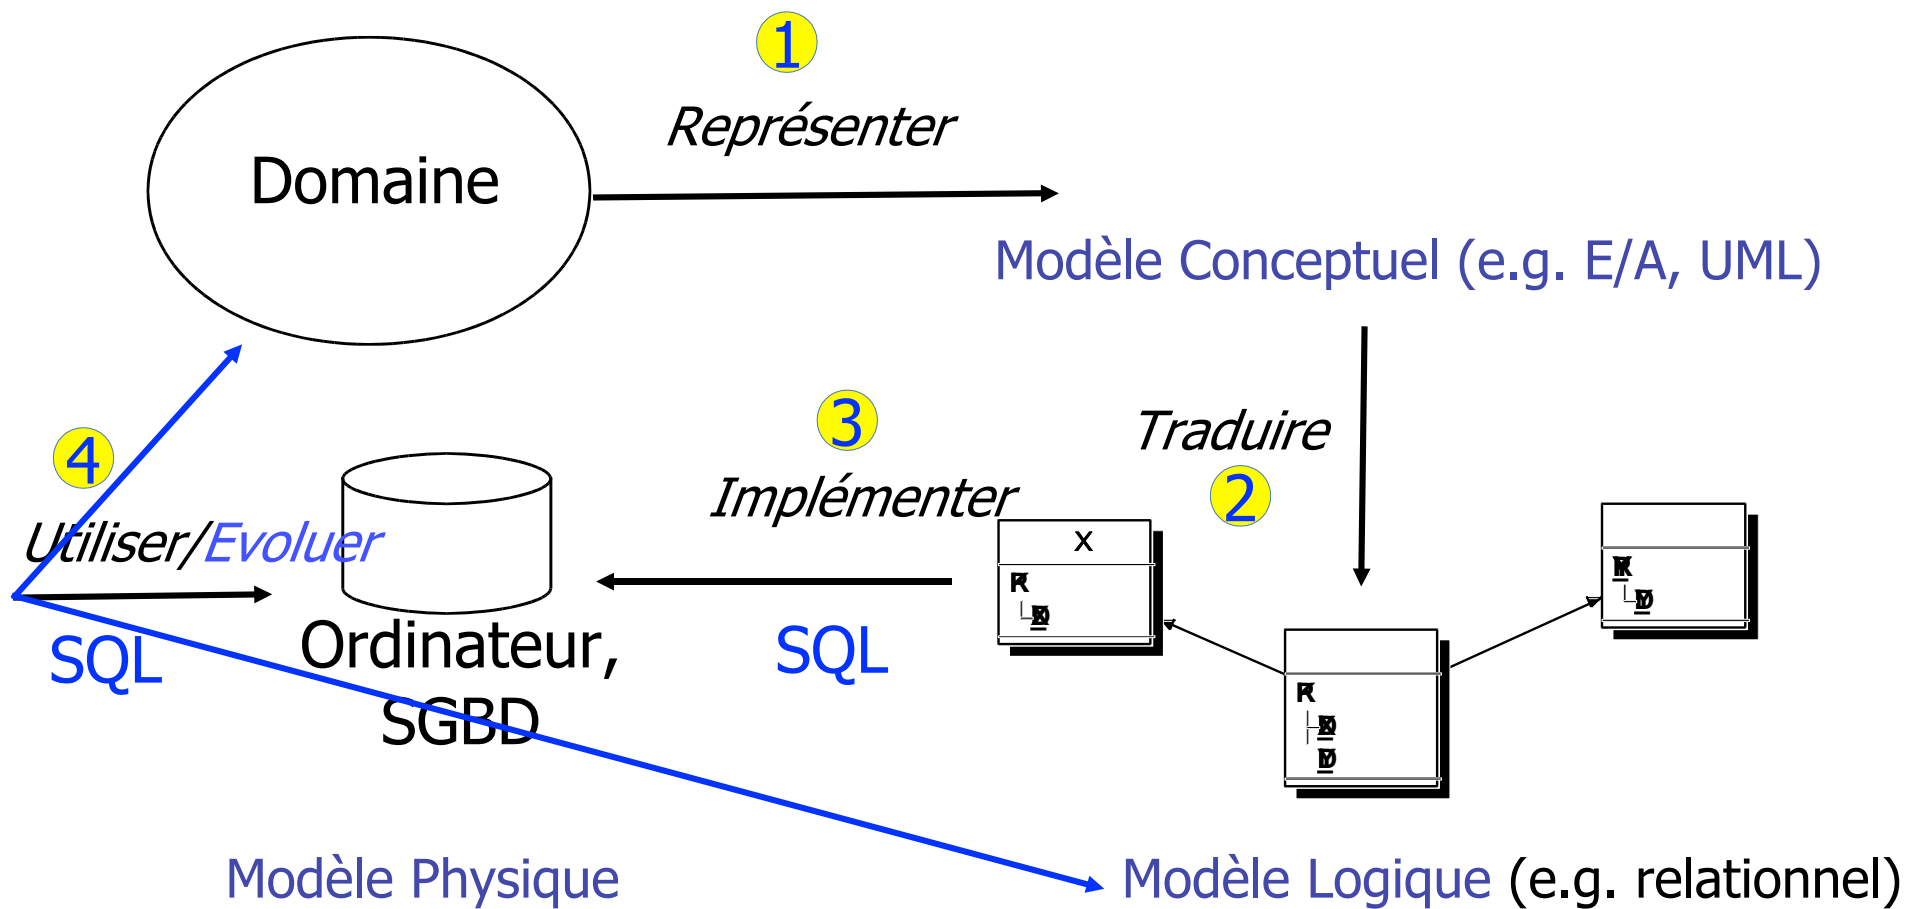 1
Représenter
Domaine
Modèle Conceptuel (e.g. E/A, UML)
3
Traduire
4
2
Implémenter
Utiliser/Evoluer
X
SQL
Ordinateur,
SQL
SGBD
Modèle Physique
Modèle Logique (e.g. relationnel)